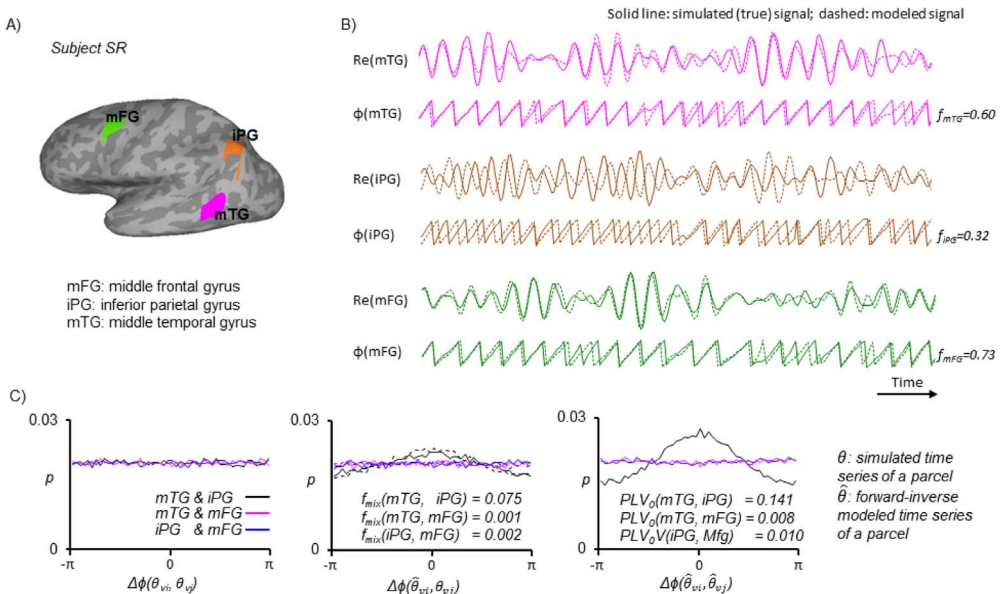 Solid line: simulated (true) signal; dashed: modeled signal
A)
B)
Subject SR
mFG
iPG
mTG
mFG: middle frontal gyrus
iPG: inferior parietal gyrus
mTG: middle temporal gyrus
Re(mTG)
ϕ(mTG)
f_mTG=0.60
Re(iPG)
ϕ(iPG)
f_iPG=0.32
Re(mFG)
ϕ(mFG)
f_mFG=0.73
Time
C)
0.03
p
mTG & iPG
mTG & mFG
iPG & mFG
0
-π 0 π
Δϕ(θ_vi, θ_vj)
0.03
p
f_mix(mTG, iPG) = 0.075
f_mix(mTG, mFG) = 0.001
f_mix(iPG, mFG) = 0.002
0
-π 0 π
Δϕ(θ̂_vi, θ_vj)
0.03
p
PLV_0(mTG, iPG) = 0.141
PLV_0(mTG, mFG) = 0.008
PLV_0V(iPG, Mfg) = 0.010
0
-π 0 π
Δϕ(θ̂_vi, θ̂_vj)
θ: simulated time
series of a parcel
θ̂: forward-inverse
modeled time series
of a parcel